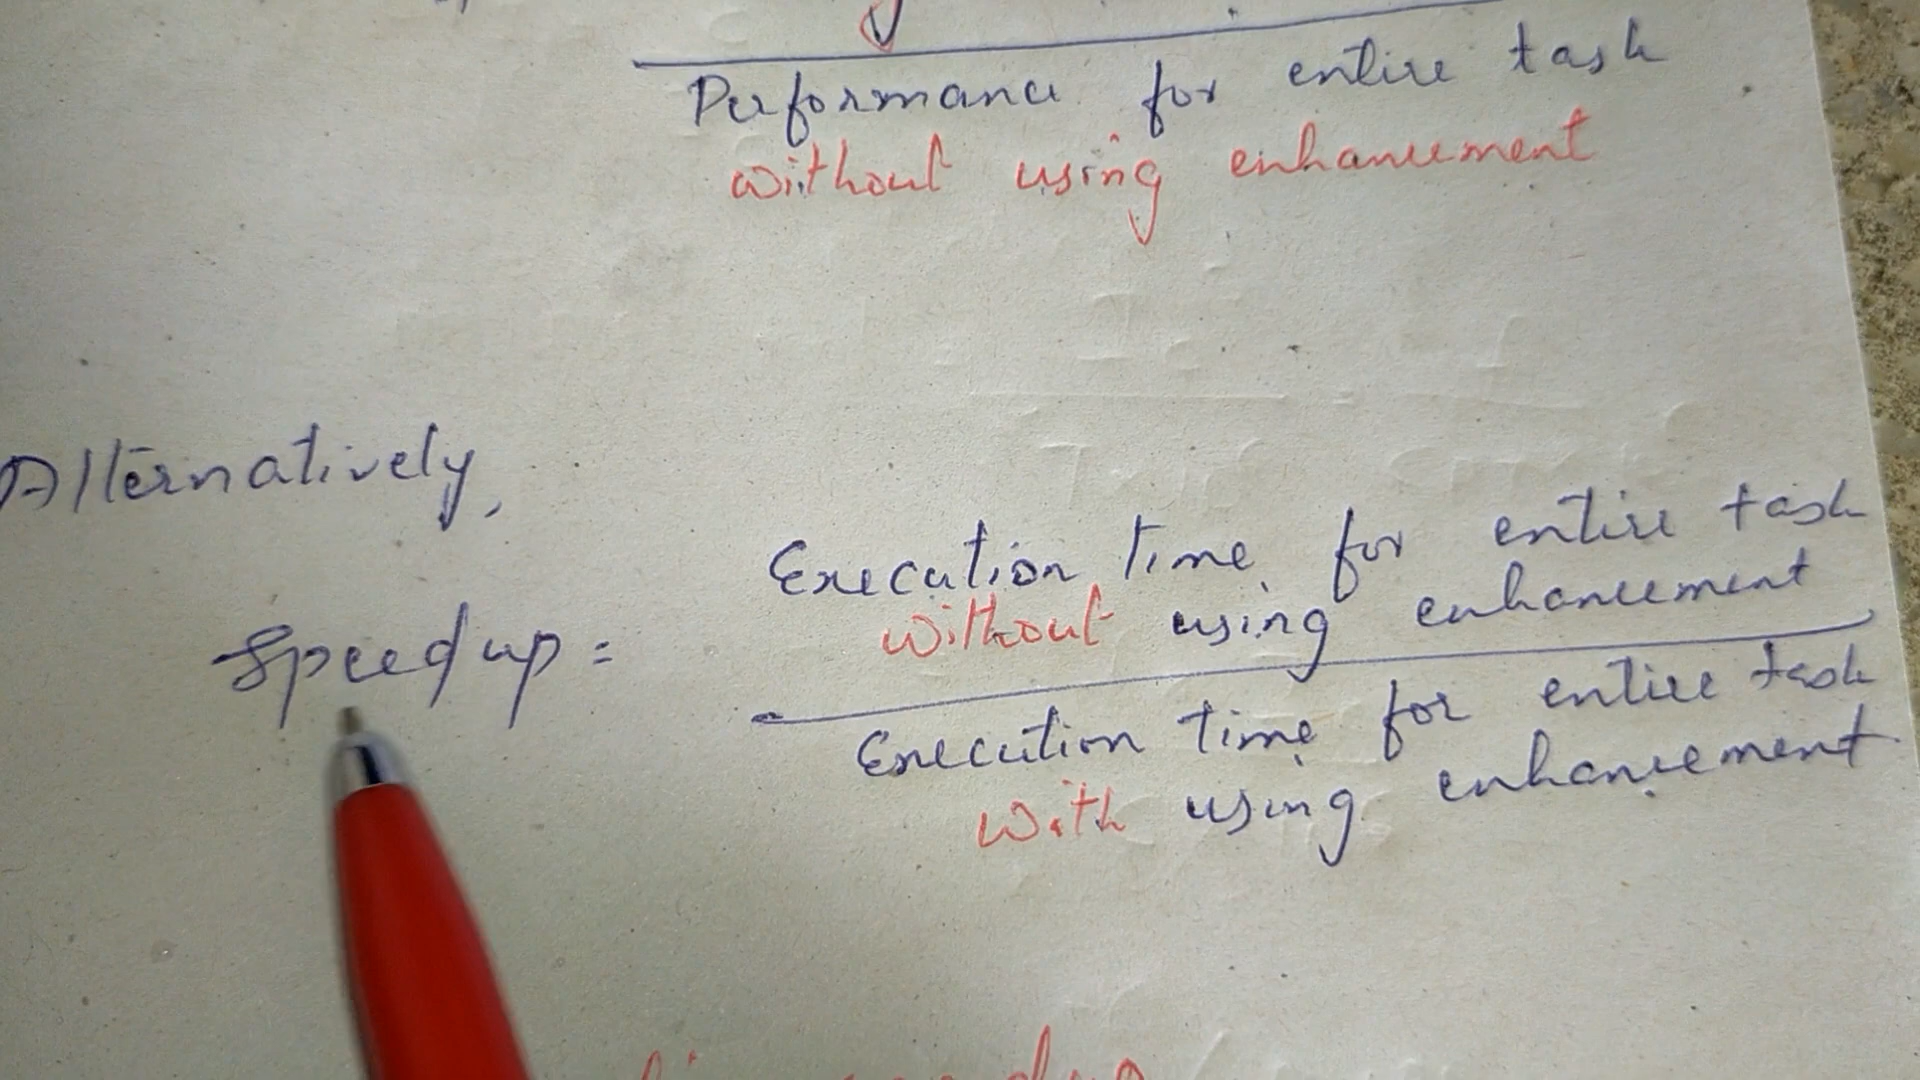 Performance for entire task
without using enhancement
Alternatively,
Execution time for entire task
without using enhancement
Speedup =
Execution time for entire task
with using enhancement